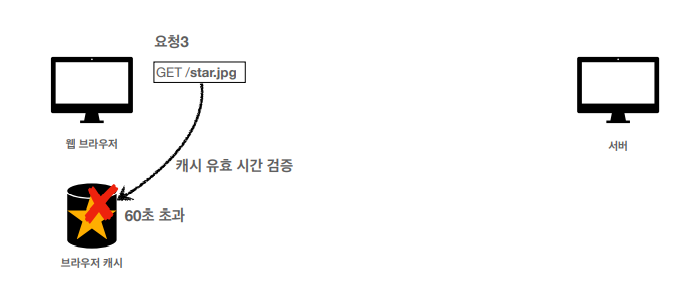 요청3
GET /star.jpg
웹 브라우저
서버
캐시 유효 시간 검증
60초 초과
브라우저 캐시